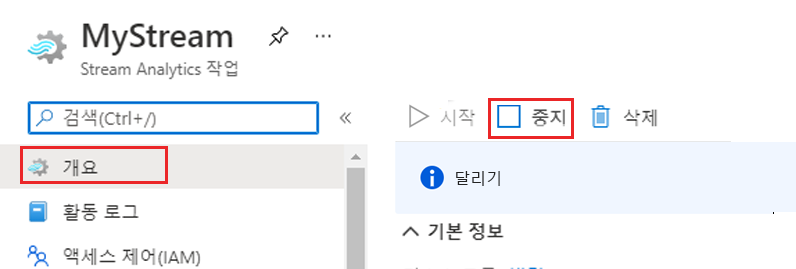 MyStream
Stream Analytics 작업
검색(Ctrl+/)
개요
활동 로그
액세스 제어(IAM)
시작 중지 삭제
달리기
기본 정보